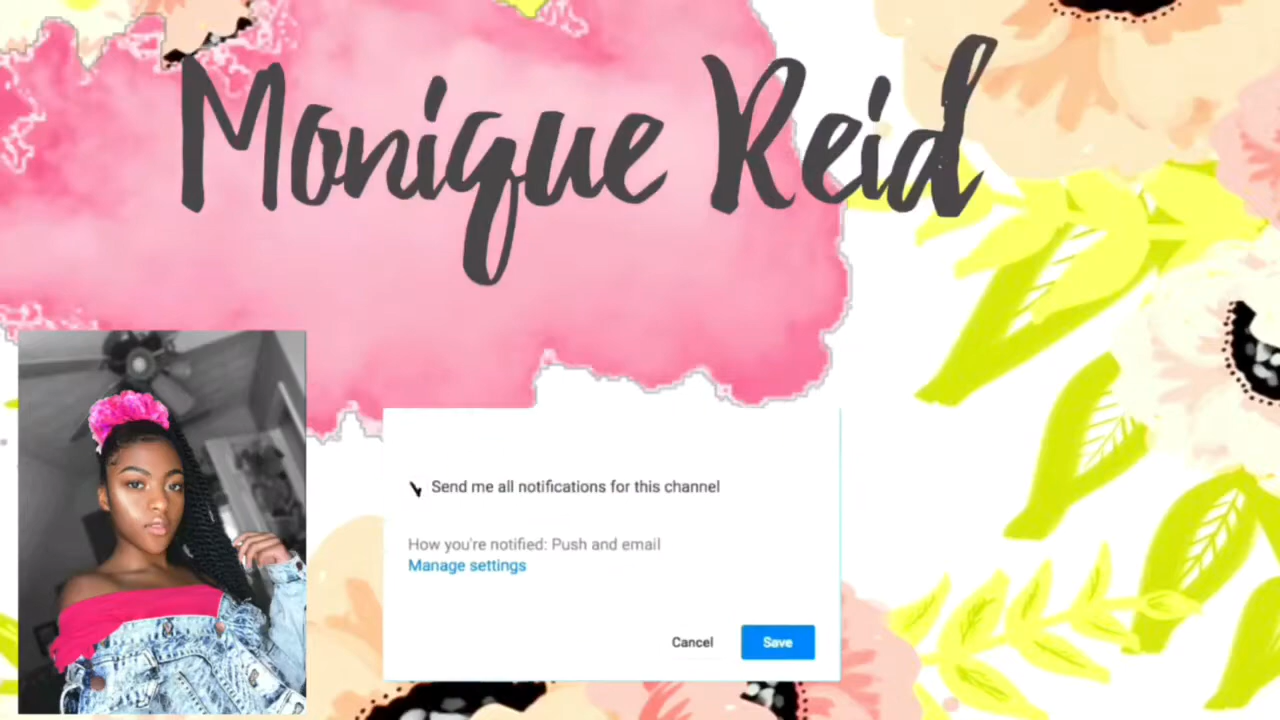 Monique Reid
Send me all notifications for this channel
How you're notified: Push and email
Manage settings
Cancel Save